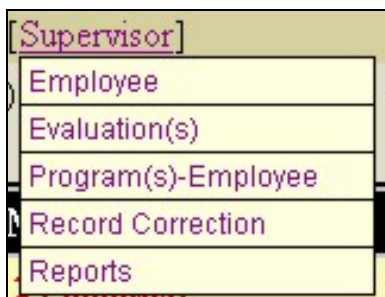 [Supervisor]
Employee
Evaluation(s)
Program(s)-Employee
Record Correction
Reports